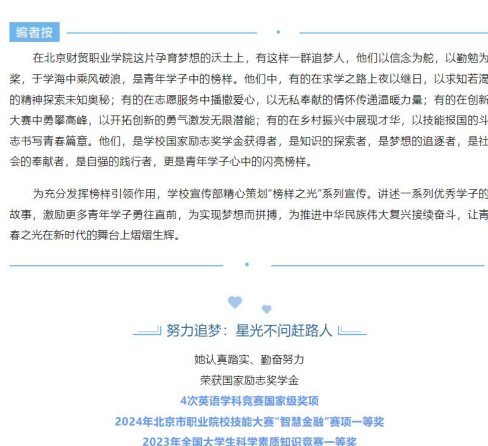 编者按
在北京财贸职业学院这片孕育梦想的沃土上，有这样一群追梦人，他们以信念为舵，以勤勉为
桨，于学海中乘风破浪，是青年学子中的榜样。他们中，有的在求学之路上夜以继日，以求知若渴
的精神探索未知奥秘；有的在志愿服务中播撒爱心，以无私奉献的情怀传递温暖力量；有的在创新
大赛中勇攀高峰，以开拓创新的勇气激发无限潜能；有的在乡村振兴中展现才华，以技能报国的斗
志书写青春篇章。他们，是学校国家励志奖学金获得者，是知识的探索者，是梦想的追逐者，是社
会的奉献者，是自强的践行者，更是青年学子心中的闪亮榜样。
为充分发挥榜样引领作用，学校宣传部精心策划“榜样之光”系列宣传。讲述一系列优秀学子的
故事，激励更多青年学子勇往直前，为实现梦想而拼搏，为推进中华民族伟大复兴接续奋斗，让青
春之光在新时代的舞台上熠熠生辉。
努力追梦：星光不问赶路人
她认真踏实、勤奋努力
荣获国家励志奖学金
4次英语学科竞赛国家级奖项
2024年北京市职业院校技能大赛“智慧金融”赛项一等奖
2023年全国大学生科学素质知识竞赛一等奖